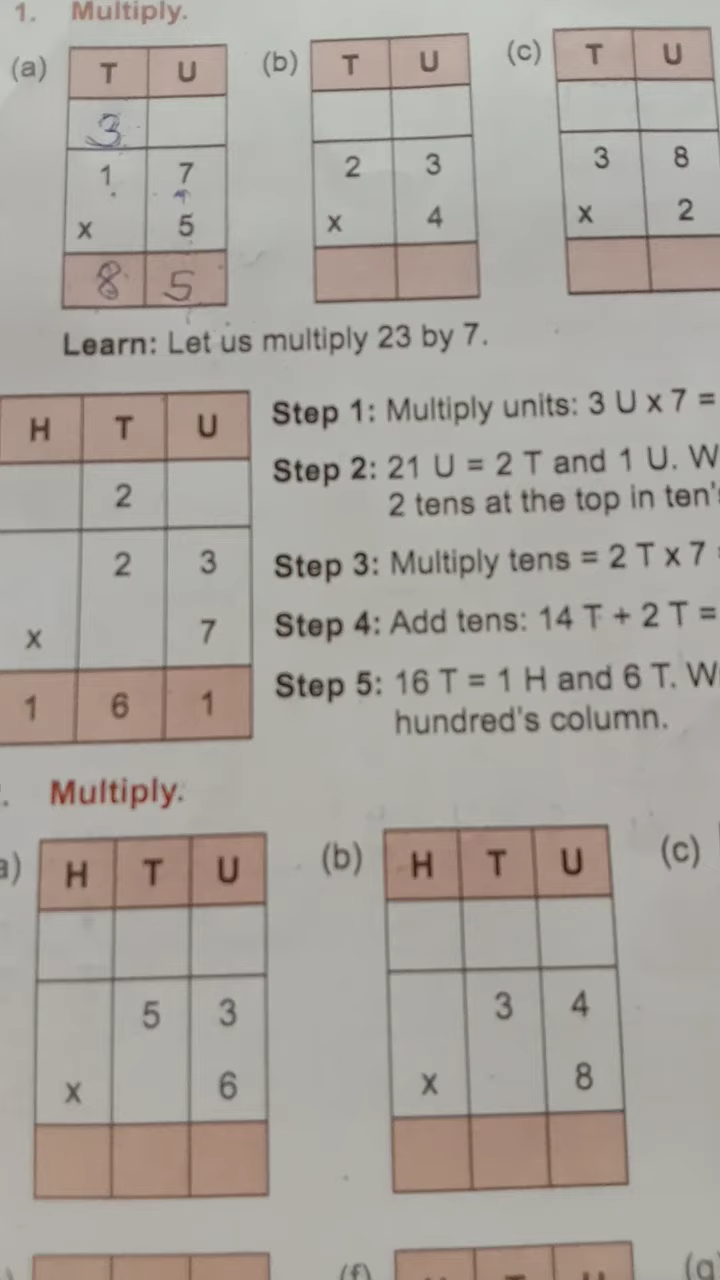 1. Multiply.
(a) T U (b) T U (c) T U
3
1 7 2 3 3 8
x 5 x 4 x 2
8 5
Learn: Let us multiply 23 by 7.
H T U
2
2 3
x 7
1 6 1
Step 1: Multiply units: 3 U x 7 =
Step 2: 21 U = 2 T and 1 U. W
2 tens at the top in ten's
Step 3: Multiply tens = 2 T x 7 =
Step 4: Add tens: 14 T + 2 T =
Step 5: 16 T = 1 H and 6 T. W
hundred's column.
. Multiply.
a) H T U (b) H T U (c)
5 3 3 4
x 6 x 8
(f)